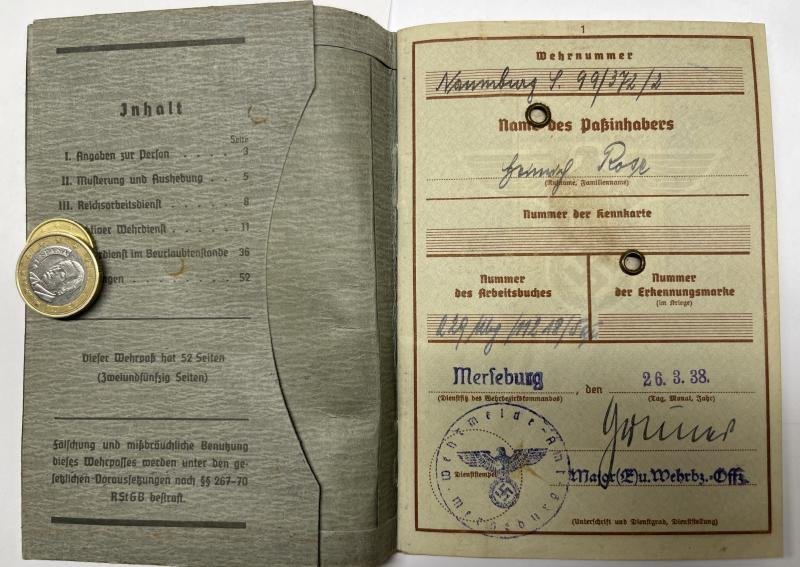 Inhalt
Seite
I. Angaben zur Person . . . . . 3
II. Musterung und Aushebung . . 5
III. Reichsarbeitsdienst . . . . . 8
Wehrdienst . . . . 11
im Beurlaubtenstande 36
52
Dieser Wehrpaß hat 52 Seiten
(Zweiundfünfzig Seiten)
Fälschung und mißbräuchliche Benutzung
dieses Wehrpasses werden unter den ge-
setzlichen Voraussetzungen nach §§ 267-70
RStGB bestraft.
1
Wehrnummer
Naumburg S. 99/372/2
Name des Paßinhabers
Heinrich Rose
(Rufname, Familienname)
Nummer der Kennkarte
Nummer
des Arbeitsbuches
Nummer
der Erkennungsmarke
(im Kriege)
Merseburg, den 26.3.38.
(Dienstsitz des Wehrbezirkskommandos) (Tag, Monat, Jahr)
Wehrmelde-Amt
Merseburg
Dienststempel
Major (E) u. Wehrbz.-Offz.
(Unterschrift und Dienstgrad, Dienststellung)